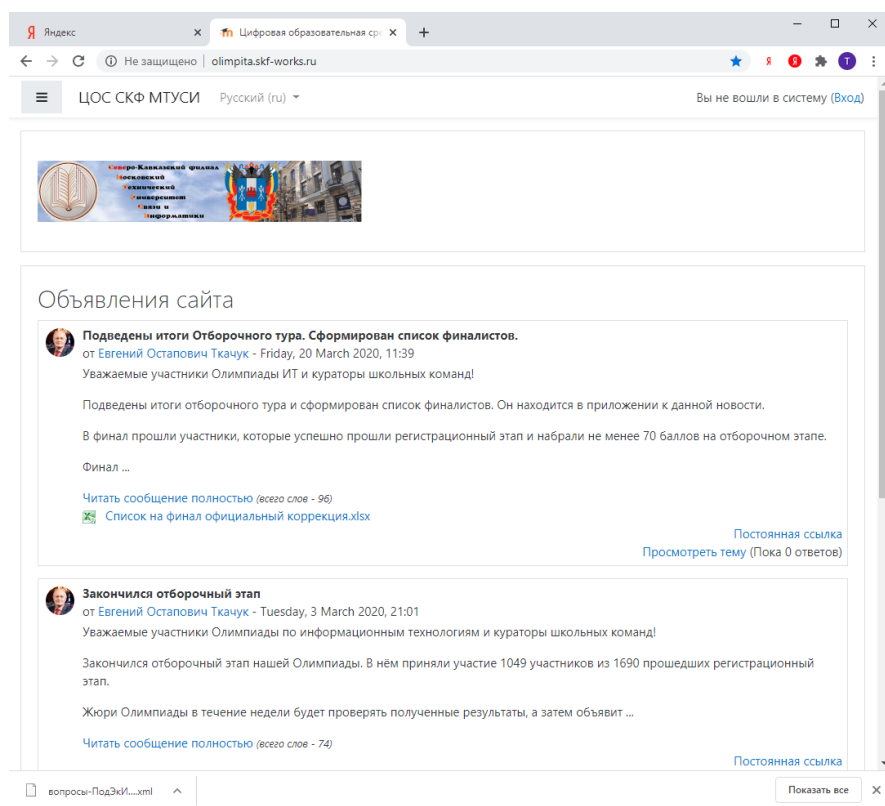 Яндекс
Цифровая образовательная сро
Не защищено | olimpita.skf-works.ru
Я Я T
ЦОС СКФ МТУСИ Русский (ru) Вы не вошли в систему (Вход)
Северо-Кавказский филиал
Московский
Технический
Университет
Связи и
Информатики
Объявления сайта
Подведены итоги Отборочного тура. Сформирован список финалистов.
от Евгений Остапович Ткачук - Friday, 20 March 2020, 11:39
Уважаемые участники Олимпиады ИТ и кураторы школьных команд!
Подведены итоги отборочного тура и сформирован список финалистов. Он находится в приложении к данной новости.
В финал прошли участники, которые успешно прошли регистрационный этап и набрали не менее 70 баллов на отборочном этапе.
Финал ...
Читать сообщение полностью (всего слов - 96)
Список на финал официальный коррекция.xlsx
Постоянная ссылка
Просмотреть тему (Пока 0 ответов)
Закончился отборочный этап
от Евгений Остапович Ткачук - Tuesday, 3 March 2020, 21:01
Уважаемые участники Олимпиады по информационным технологиям и кураторы школьных команд!
Закончился отборочный этап нашей Олимпиады. В нём приняли участие 1049 участников из 1690 прошедших регистрационный
этап.
Жюри Олимпиады в течение недели будет проверять полученные результаты, а затем объявит ...
Читать сообщение полностью (всего слов - 74)
Постоянная ссылка
вопросы-ПодЭкИ....xml
Показать все